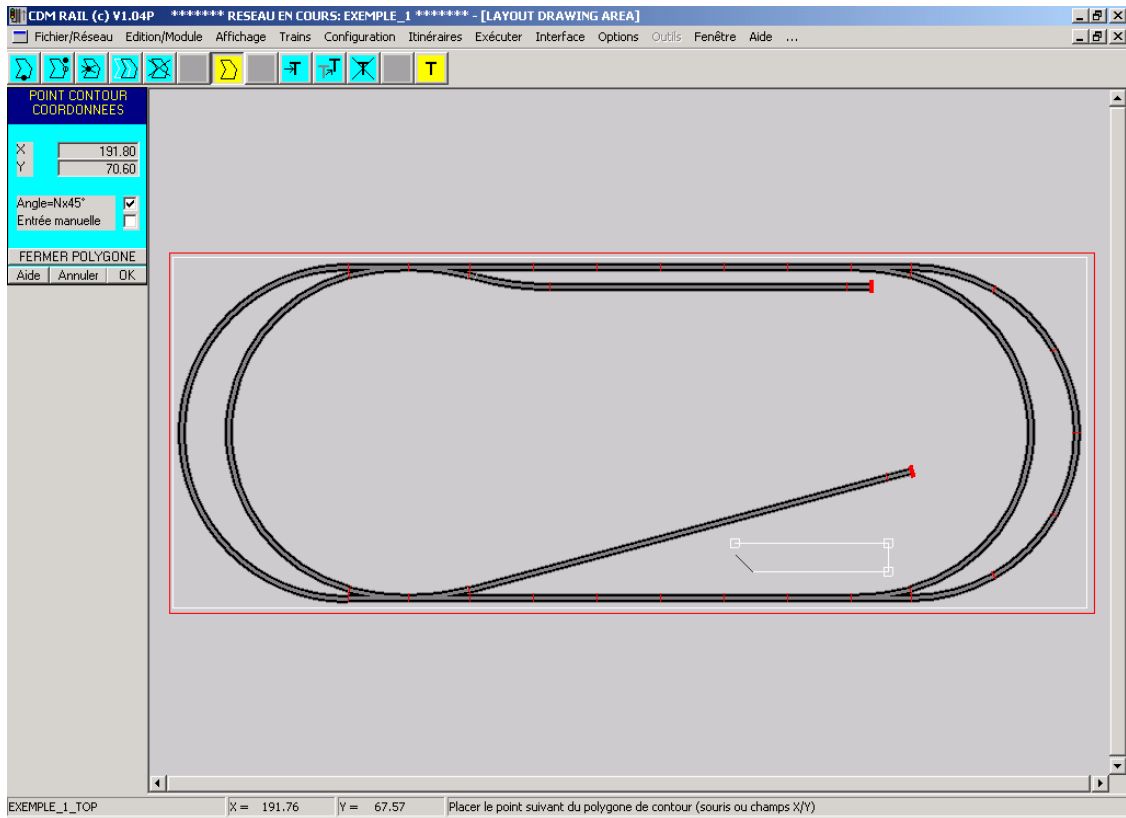 CDM RAIL (c) V1.04P ******* RESEAU EN COURS: EXEMPLE_1 ******* - [LAYOUT DRAWING AREA]
Fichier/Réseau Edition/Module Affichage Trains Configuration Itinéraires Exécuter Interface Options Outils Fenêtre Aide ...
T T T T
POINT CONTOUR
COORDONNEES
X 191.80
Y 70.60
Angle=Nx45°
Entrée manuelle
FERMER POLYGONE
Aide Annuler OK
EXEMPLE_1_TOP X = 191.76 Y = 67.57 Placer le point suivant du polygone de contour (souris ou champs X/Y)